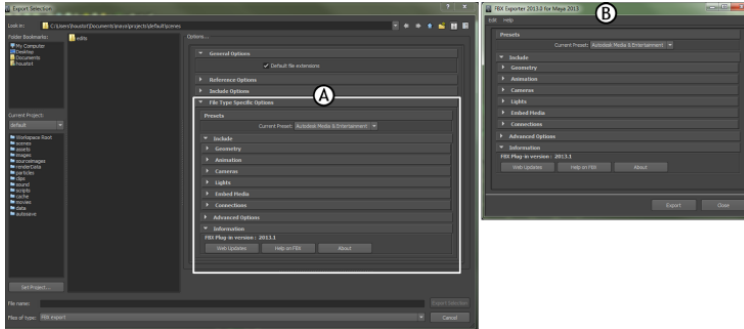 Export Selection
Look in:
C:\Users\houstot\Documents\maya\projects\default\scenes
Folder Bookmarks:
My Computer
Desktop
Documents
houstot
edits
Options...
General Options
Default file extensions
Reference Options
Include Options
A
File Type Specific Options
Presets
Current Preset: Autodesk Media & Entertainment
Include
Geometry
Animation
Cameras
Lights
Embed Media
Connections
Advanced Options
Information
FBX Plug-in version : 2013.1
Web Updates
Help on FBX
About
Current Project:
default
Workspace Root
scenes
assets
images
sourceimages
renderData
particles
clips
sound
scripts
cache
movies
data
autosave
Set Project...
File name:
Export Selection
Files of type: FBX export
Cancel
FBX Exporter 2013.0 for Maya 2013
B
Edit Help
Presets
Current Preset: Autodesk Media & Entertainment
Include
Geometry
Animation
Cameras
Lights
Embed Media
Connections
Advanced Options
Information
FBX Plug-in version : 2013.1
Web Updates
Help on FBX
About
Export
Close